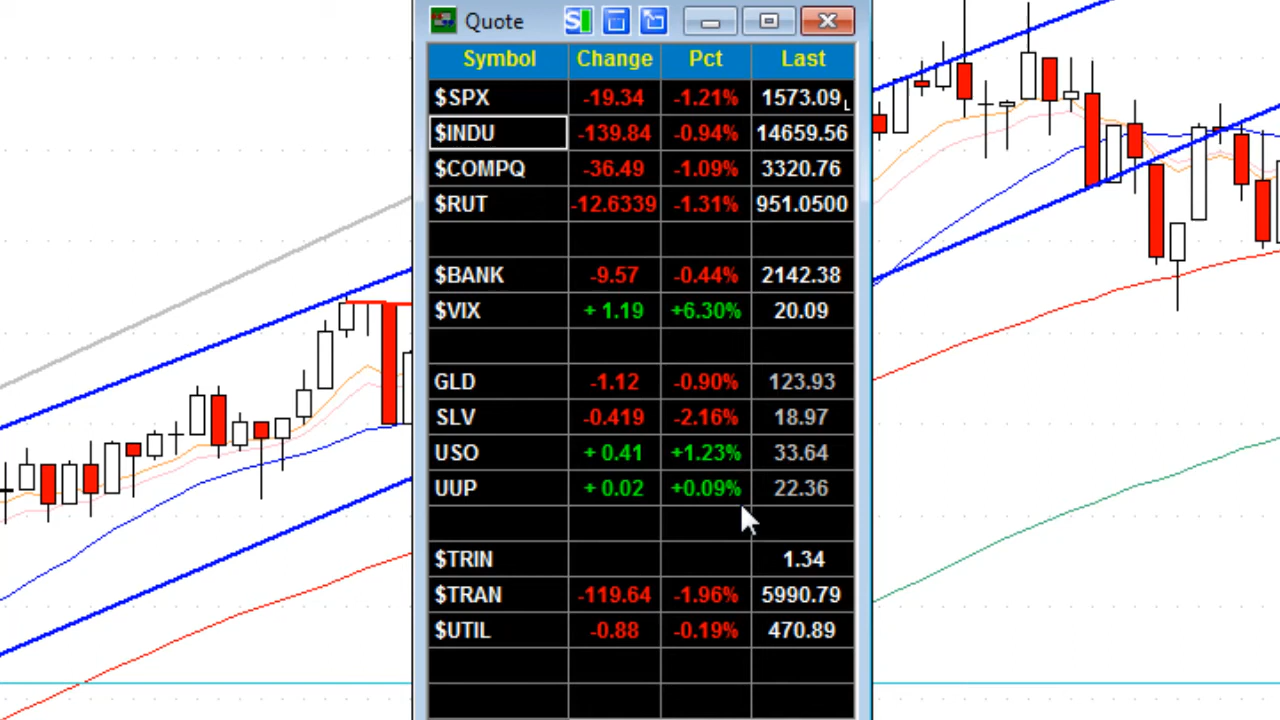 Quote
Symbol Change Pct Last
$SPX -19.34 -1.21% 1573.09 L
$INDU -139.84 -0.94% 14659.56
$COMPQ -36.49 -1.09% 3320.76
$RUT -12.6339 -1.31% 951.0500
$BANK -9.57 -0.44% 2142.38
$VIX + 1.19 +6.30% 20.09
GLD -1.12 -0.90% 123.93
SLV -0.419 -2.16% 18.97
USO + 0.41 +1.23% 33.64
UUP + 0.02 +0.09% 22.36
$TRIN 1.34
$TRAN -119.64 -1.96% 5990.79
$UTIL -0.88 -0.19% 470.89